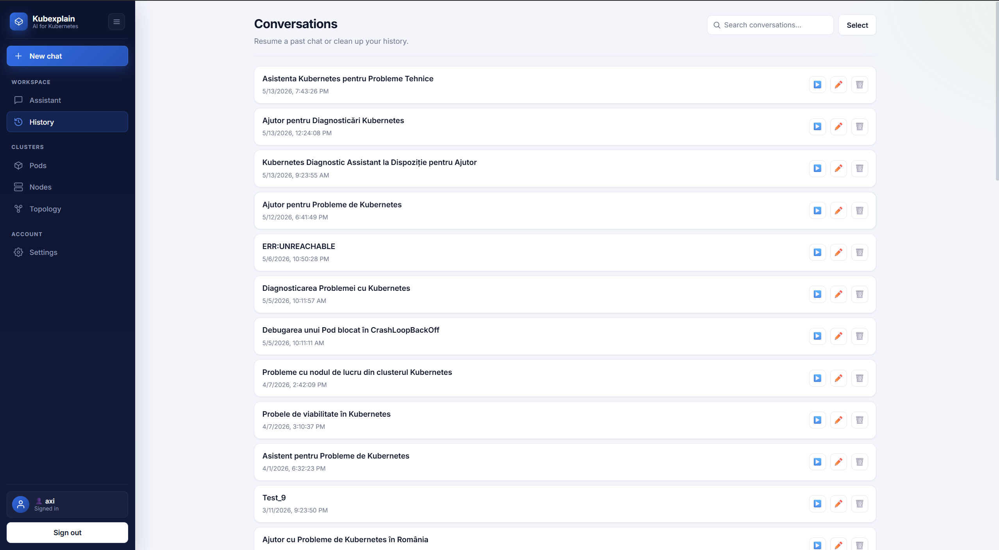 Kubexplain
AI for Kubernetes
New chat
WORKSPACE
Assistant
History
CLUSTERS
Pods
Nodes
Topology
ACCOUNT
Settings
axi
Signed in
Sign out
Conversations
Resume a past chat or clean up your history.
Search conversations...
Select
Asistenta Kubernetes pentru Probleme Tehnice
5/13/2026, 7:43:26 PM
Ajutor pentru Diagnosticări Kubernetes
5/13/2026, 12:24:08 PM
Kubernetes Diagnostic Assistant la Dispoziție pentru Ajutor
5/13/2026, 9:23:55 AM
Ajutor pentru Probleme de Kubernetes
5/12/2026, 6:41:49 PM
ERR:UNREACHABLE
5/6/2026, 10:50:28 PM
Diagnosticarea Problemei cu Kubernetes
5/5/2026, 10:11:57 AM
Debugarea unui Pod blocat în CrashLoopBackOff
5/5/2026, 10:11:11 AM
Probleme cu nodul de lucru din clusterul Kubernetes
4/7/2026, 2:42:09 PM
Probele de viabilitate în Kubernetes
4/7/2026, 3:10:37 PM
Asistent pentru Probleme de Kubernetes
4/1/2026, 6:32:23 PM
Test_9
3/11/2026, 9:23:50 PM
Ajutor cu Probleme de Kubernetes în România